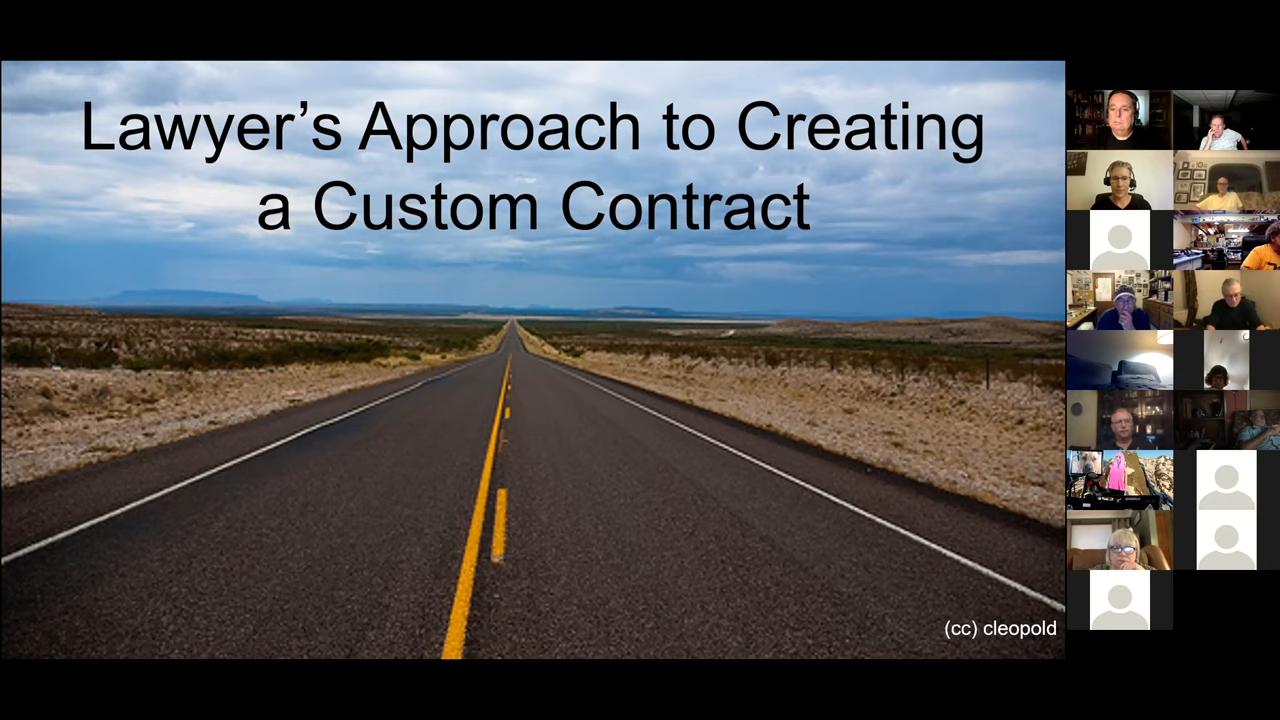 Lawyer’s Approach to Creating
a Custom Contract
(cc) cleopold